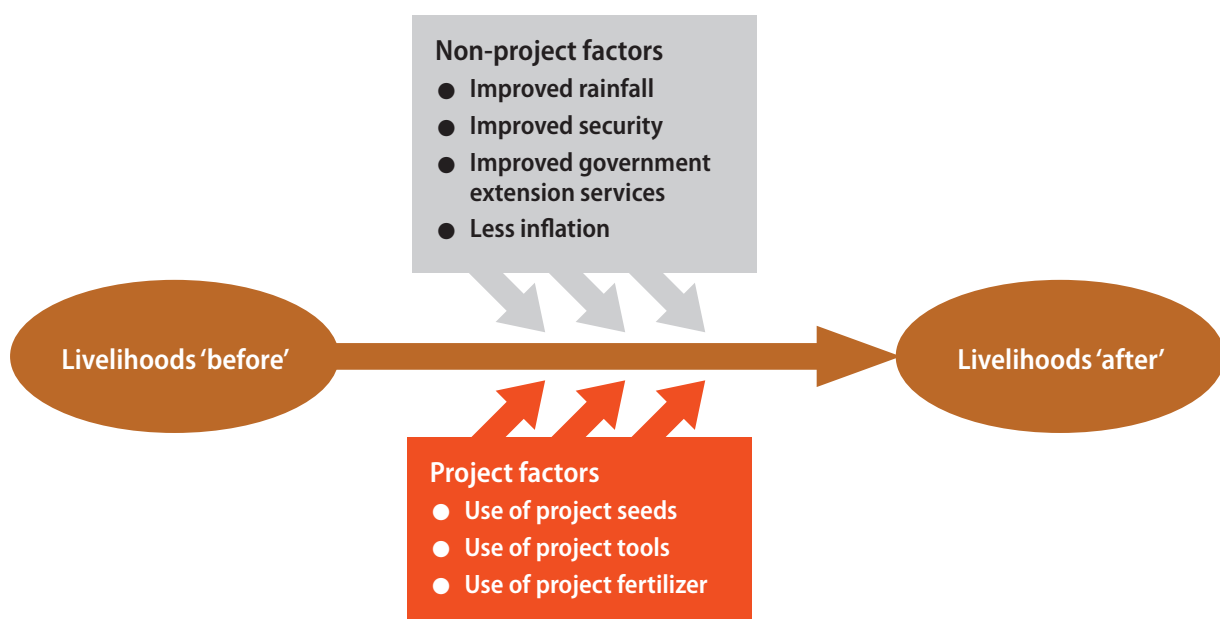 Non-project factors
● Improved rainfall
● Improved security
● Improved government
extension services
● Less inflation
Livelihoods ‘before’
Livelihoods ‘after’
Project factors
● Use of project seeds
● Use of project tools
● Use of project fertilizer